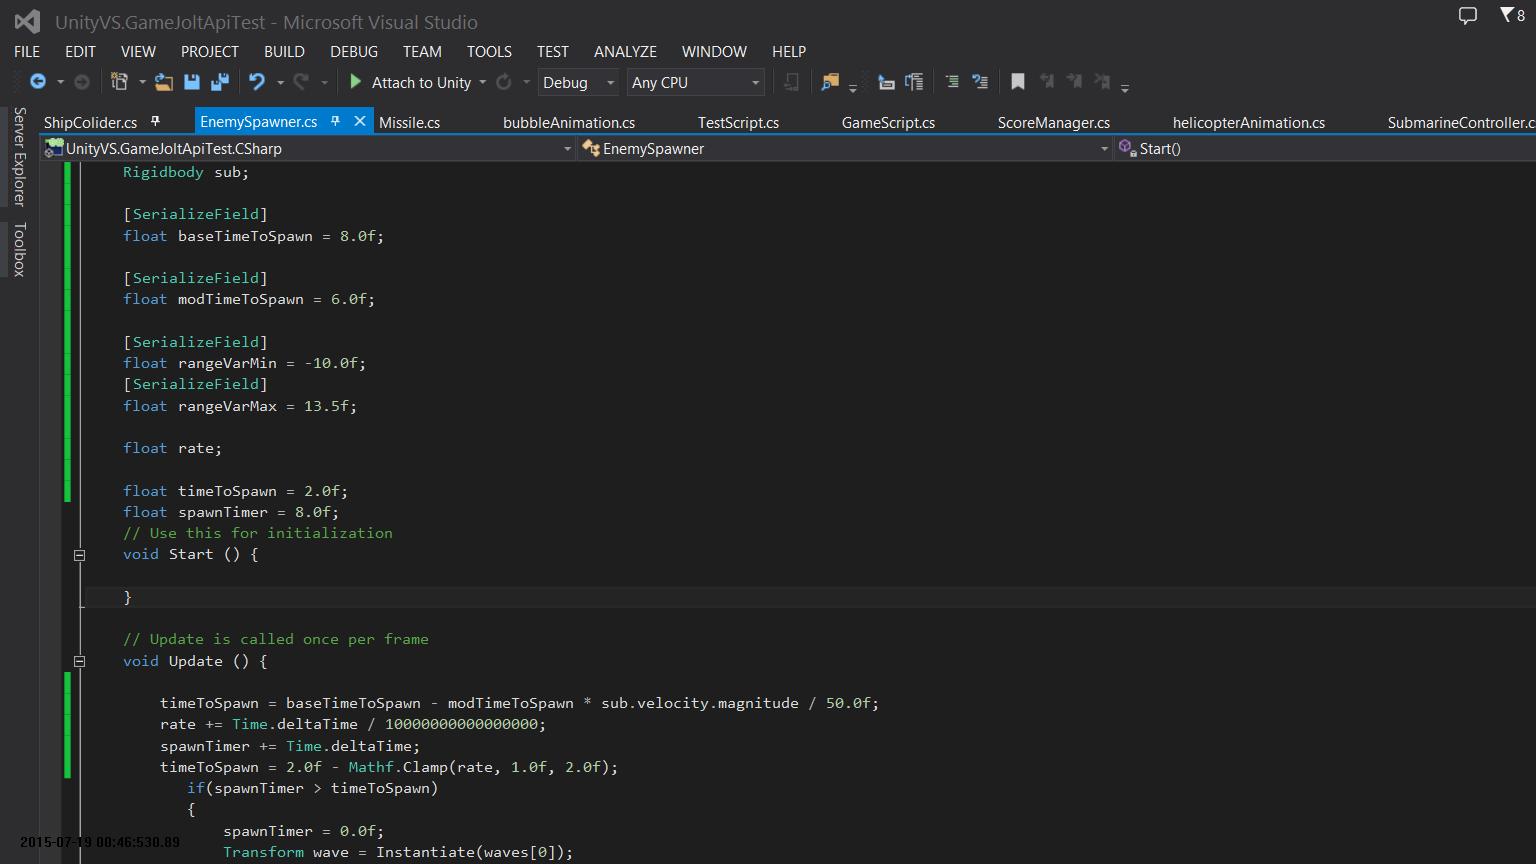 UnityVS.GameJoltApiTest - Microsoft Visual Studio
8
FILE EDIT VIEW PROJECT BUILD DEBUG TEAM TOOLS TEST ANALYZE WINDOW HELP
Attach to Unity Debug Any CPU
Server Explorer
Toolbox
ShipColider.cs EnemySpawner.cs Missile.cs bubbleAnimation.cs TestScript.cs GameScript.cs ScoreManager.cs helicopterAnimation.cs SubmarineController.cs
UnityVS.GameJoltApiTest.CSharp EnemySpawner Start()
Rigidbody sub;
[SerializeField]
float baseTimeToSpawn = 8.0f;
[SerializeField]
float modTimeToSpawn = 6.0f;
[SerializeField]
float rangeVarMin = -10.0f;
[SerializeField]
float rangeVarMax = 13.5f;
float rate;
float timeToSpawn = 2.0f;
float spawnTimer = 8.0f;
// Use this for initialization
void Start () {
}
// Update is called once per frame
void Update () {
timeToSpawn = baseTimeToSpawn - modTimeToSpawn * sub.velocity.magnitude / 50.0f;
rate += Time.deltaTime / 10000000000000000;
spawnTimer += Time.deltaTime;
timeToSpawn = 2.0f - Mathf.Clamp(rate, 1.0f, 2.0f);
if(spawnTimer > timeToSpawn)
{
spawnTimer = 0.0f;
Transform wave = Instantiate(waves[0]);
2015-07-19 00:46:530.89